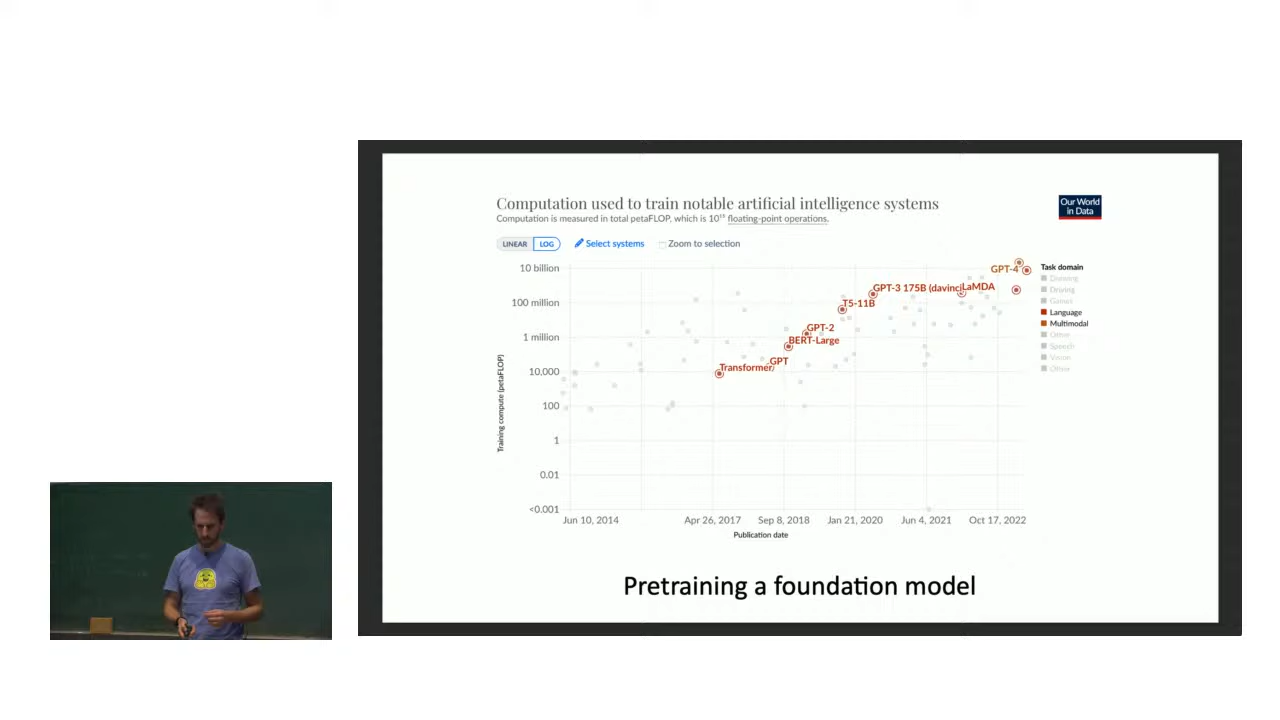 Computation used to train notable artificial intelligence systems
Computation is measured in total petaFLOP, which is 10¹⁵ floating-point operations.
Our World
in Data
LINEAR LOG Select systems Zoom to selection
Training compute (petaFLOP)
10 billion
100 million
1 million
10,000
100
1
0.01
<0.001
GPT-4
GPT-3 175B (davinci
LaMDA
T5-11B
GPT-2
BERT-Large
GPT
Transformer
Task domain
Drawing
Driving
Games
Language
Multimodal
Other
Speech
Vision
Other
Jun 10, 2014
Apr 26, 2017
Sep 8, 2018
Jan 21, 2020
Jun 4, 2021
Oct 17, 2022
Publication date
Pretraining a foundation model